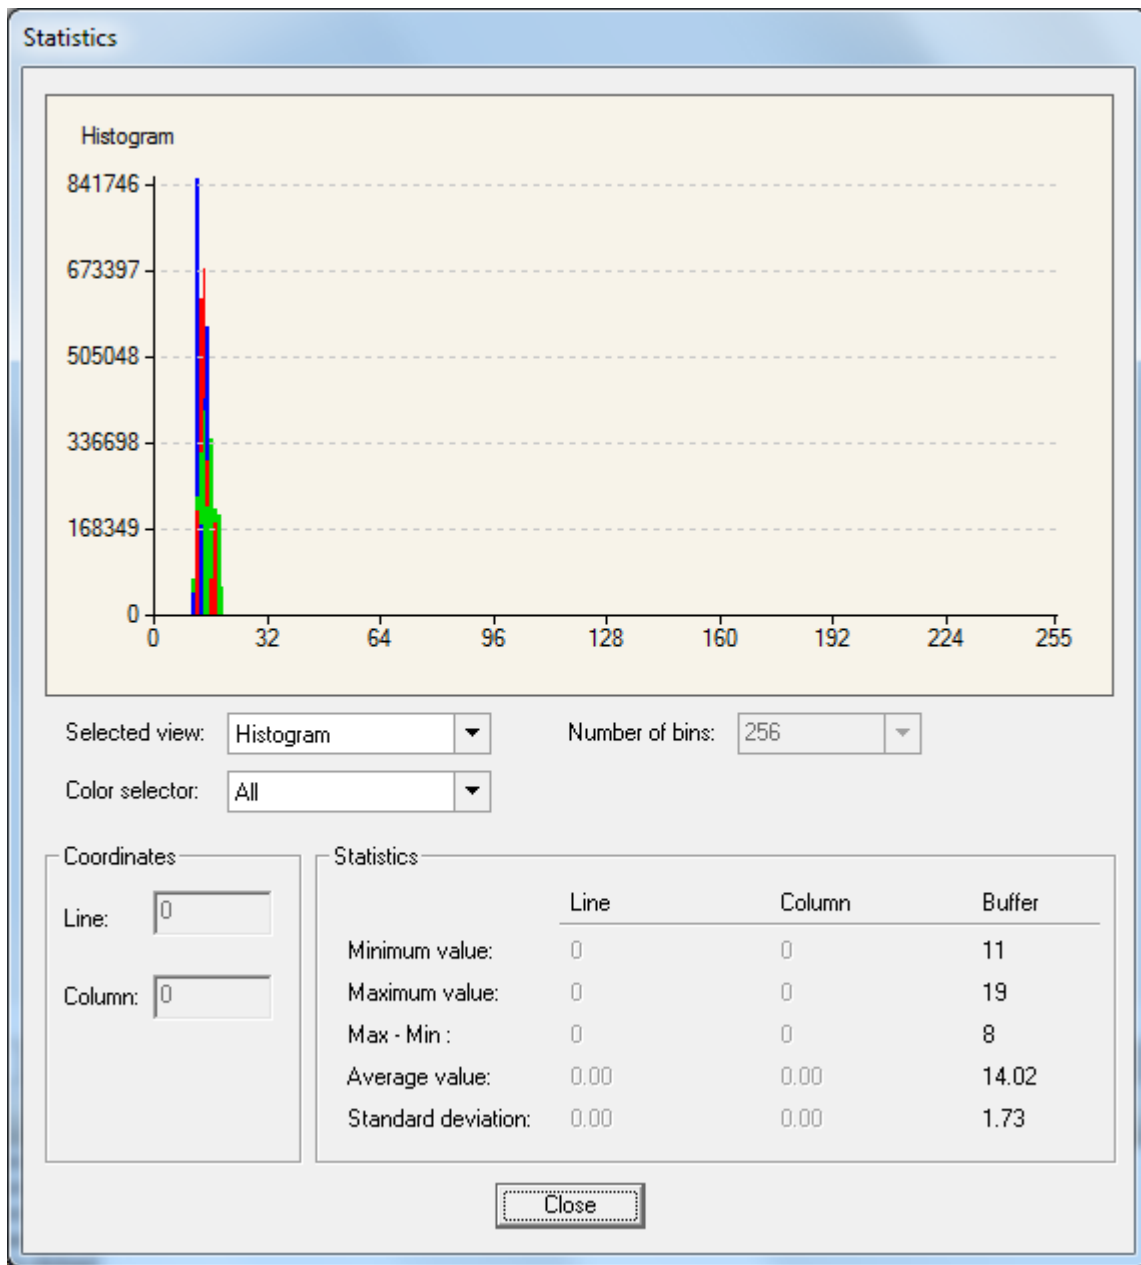 Statistics
Histogram
841746
673397
505048
336698
168349
0
0 32 64 96 128 160 192 224 255
Selected view: Histogram Number of bins: 256
Color selector: All
Coordinates
Line: 0
Column: 0
Statistics
Line Column Buffer
Minimum value: 0 0 11
Maximum value: 0 0 19
Max - Min : 0 0 8
Average value: 0.00 0.00 14.02
Standard deviation: 0.00 0.00 1.73
Close